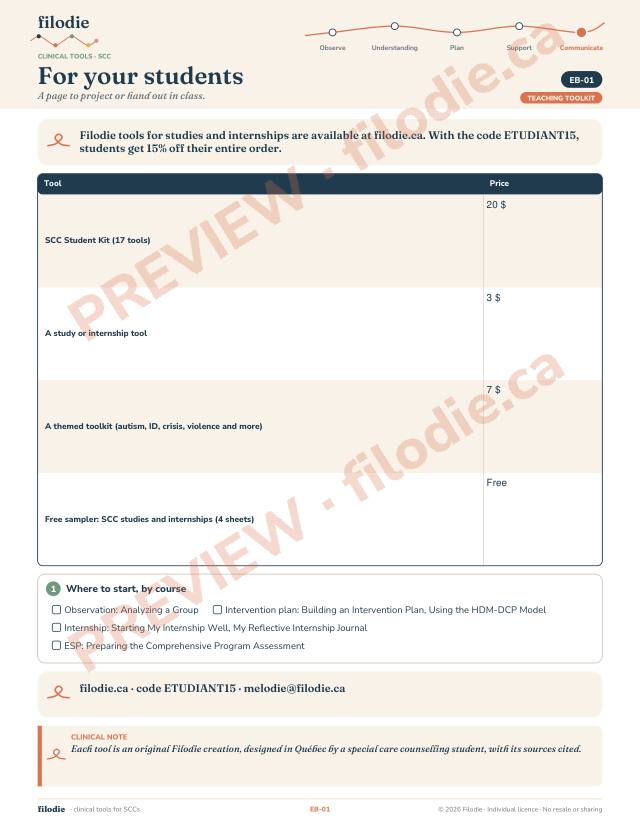 filodie
CLINICAL TOOLS · SCC
Observe Understanding Plan Support Communicate
For your students
EB-01
A page to project or hand out in class.
TEACHING TOOLKIT
Filodie tools for studies and internships are available at filodie.ca. With the code ETUDIANT15,
students get 15% off their entire order.
Tool Price
20 $
SCC Student Kit (17 tools)
3 $
A study or internship tool
7 $
A themed toolkit (autism, ID, crisis, violence and more)
Free
Free sampler: SCC studies and internships (4 sheets)
PREVIEW · filodie.ca
PREVIEW · filodie.ca
1 Where to start, by course
Observation: Analyzing a Group Intervention plan: Building an Intervention Plan, Using the HDM-DCP Model
Internship: Starting My Internship Well, My Reflective Internship Journal
ESP: Preparing the Comprehensive Program Assessment
filodie.ca · code ETUDIANT15 · melodie@filodie.ca
CLINICAL NOTE
Each tool is an original Filodie creation, designed in Québec by a special care counselling student, with its sources cited.
filodie · clinical tools for SCCs EB-01 © 2026 Filodie · Individual licence · No resale or sharing